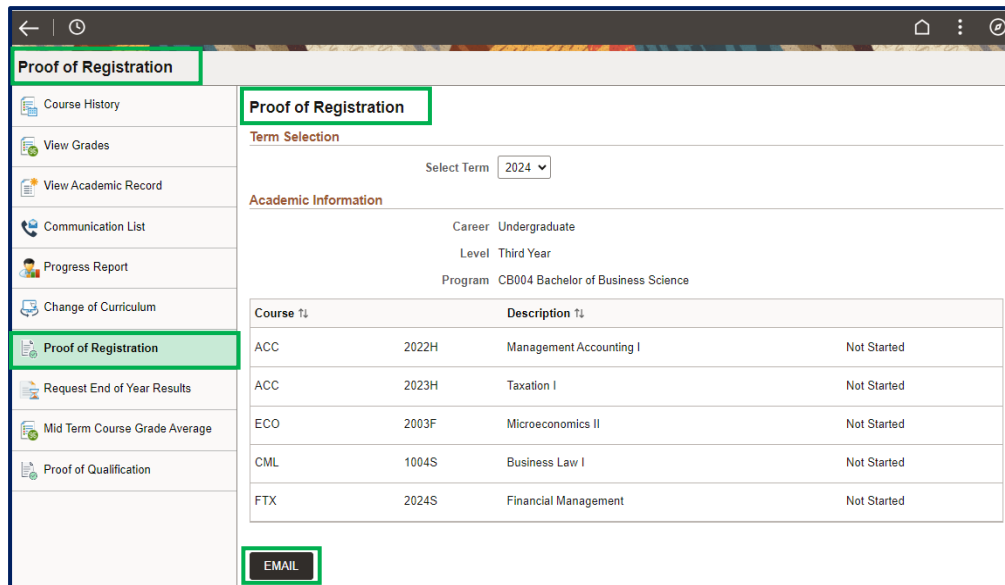 Proof of Registration
Course History
View Grades
View Academic Record
Communication List
Progress Report
Change of Curriculum
Proof of Registration
Request End of Year Results
Mid Term Course Grade Average
Proof of Qualification
Proof of Registration
Term Selection
Select Term 2024
Academic Information
Career Undergraduate
Level Third Year
Program CB004 Bachelor of Business Science
Course ↑↓ Description ↑↓
ACC 2022H Management Accounting I Not Started
ACC 2023H Taxation I Not Started
ECO 2003F Microeconomics II Not Started
CML 1004S Business Law I Not Started
FTX 2024S Financial Management Not Started
EMAIL